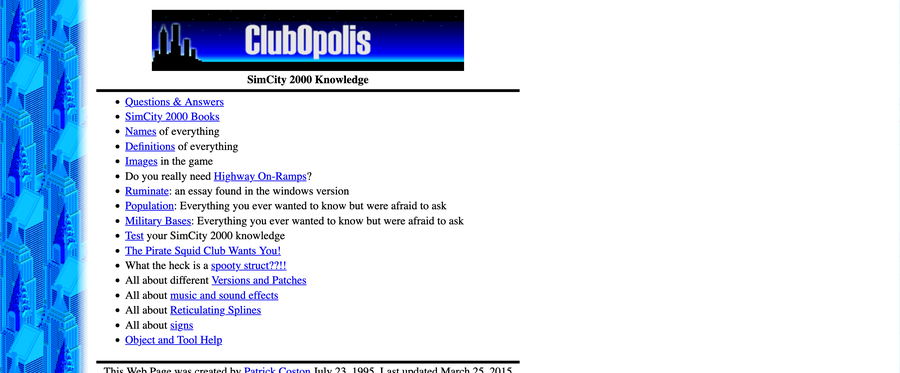 ClubOpolis
SimCity 2000 Knowledge
Questions & Answers
SimCity 2000 Books
Names of everything
Definitions of everything
Images in the game
Do you really need Highway On-Ramps?
Ruminate: an essay found in the windows version
Population: Everything you ever wanted to know but were afraid to ask
Military Bases: Everything you ever wanted to know but were afraid to ask
Test your SimCity 2000 knowledge
The Pirate Squid Club Wants You!
What the heck is a spooty struct??!!
All about different Versions and Patches
All about music and sound effects
All about Reticulating Splines
All about signs
Object and Tool Help
This Web Page was created by Patrick Coston July 23, 1995. Last updated March 25, 2015